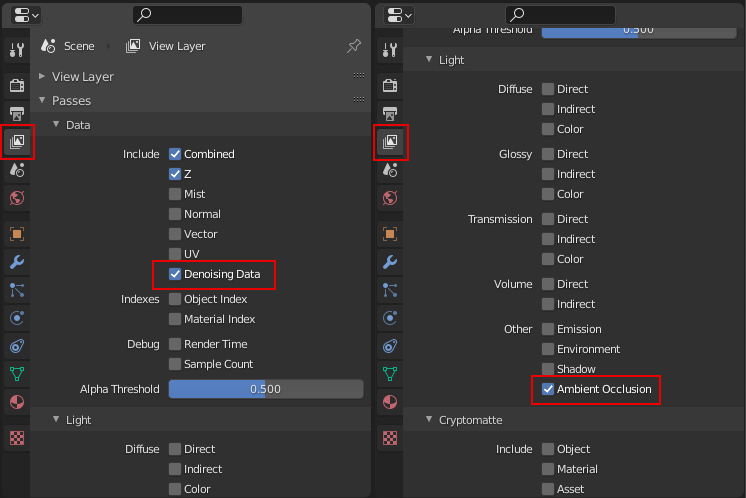 Scene › View Layer
View Layer
Passes
Data
Include Combined
Z
Mist
Normal
Vector
UV
Denoising Data
Indexes Object Index
Material Index
Debug Render Time
Sample Count
Alpha Threshold 0.500
Light
Diffuse Direct
Indirect
Color
Alpha Threshold 0.500
Light
Diffuse Direct
Indirect
Color
Glossy Direct
Indirect
Color
Transmission Direct
Indirect
Color
Volume Direct
Indirect
Other Emission
Environment
Shadow
Ambient Occlusion
Cryptomatte
Include Object
Material
Asset